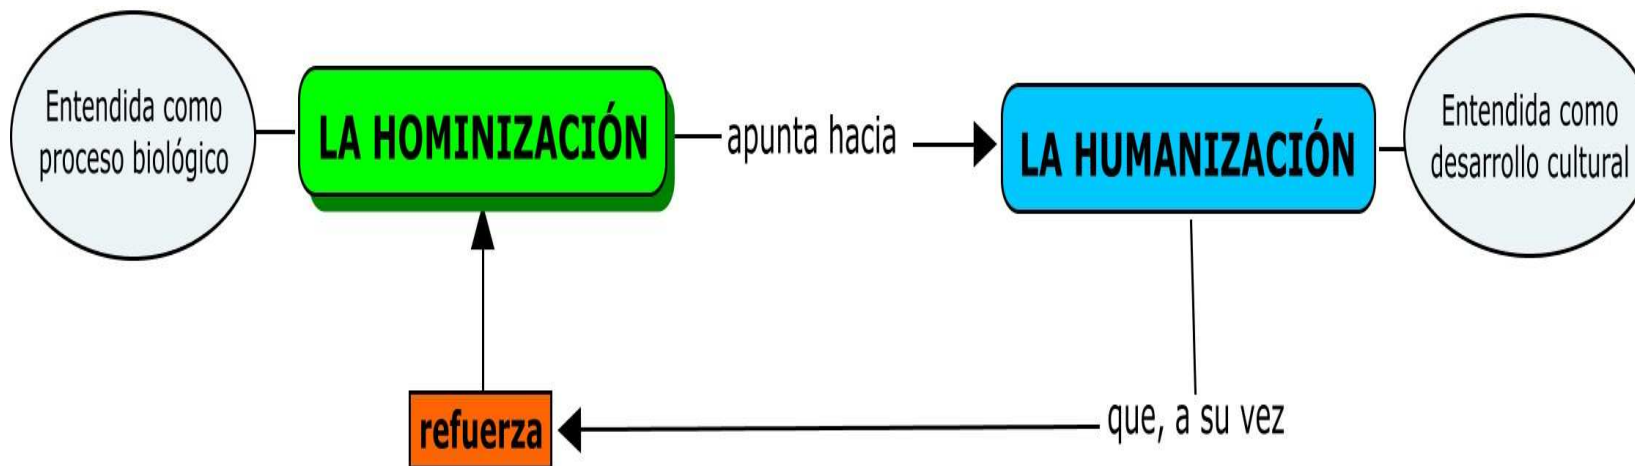 Entendida como
proceso biológico
LA HOMINIZACIÓN
apunta hacia
LA HUMANIZACIÓN
Entendida como
desarrollo cultural
que, a su vez
refuerza